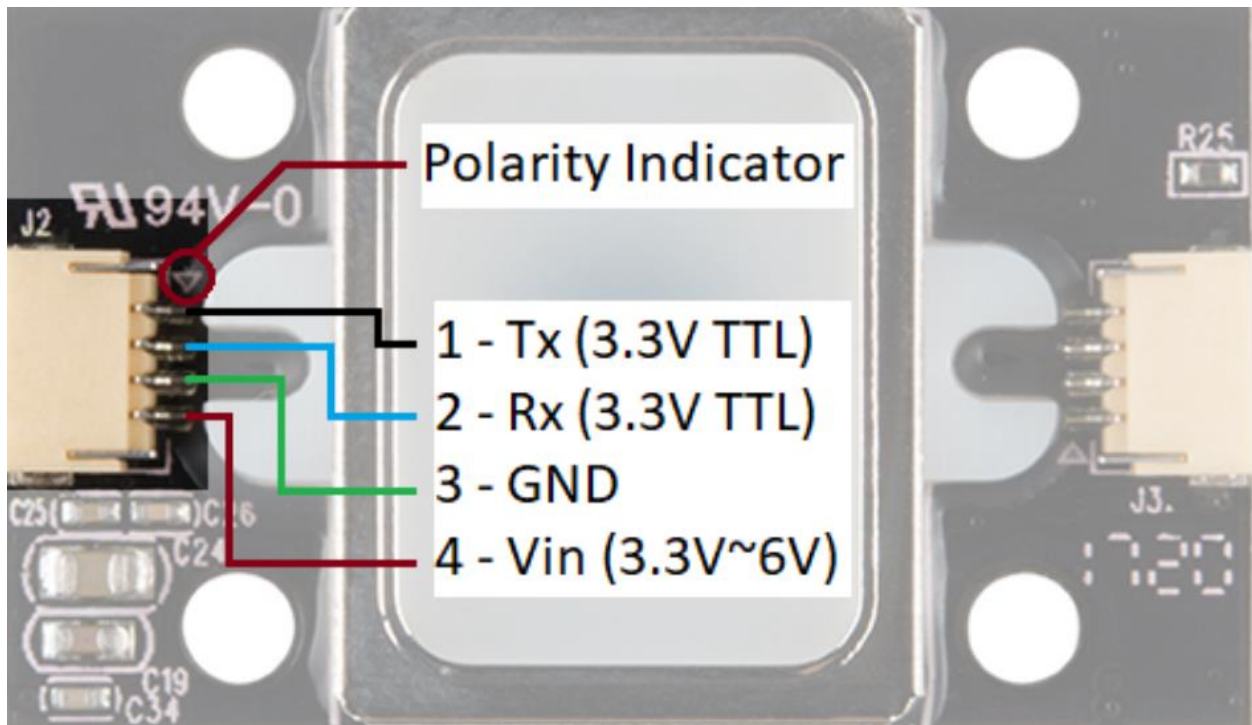 Polarity Indicator
R25
94V-0
J2
1 - Tx (3.3V TTL)
2 - Rx (3.3V TTL)
3 - GND
4 - Vin (3.3V~6V)
J3.
C25
C26
C24
1720
C19
C34